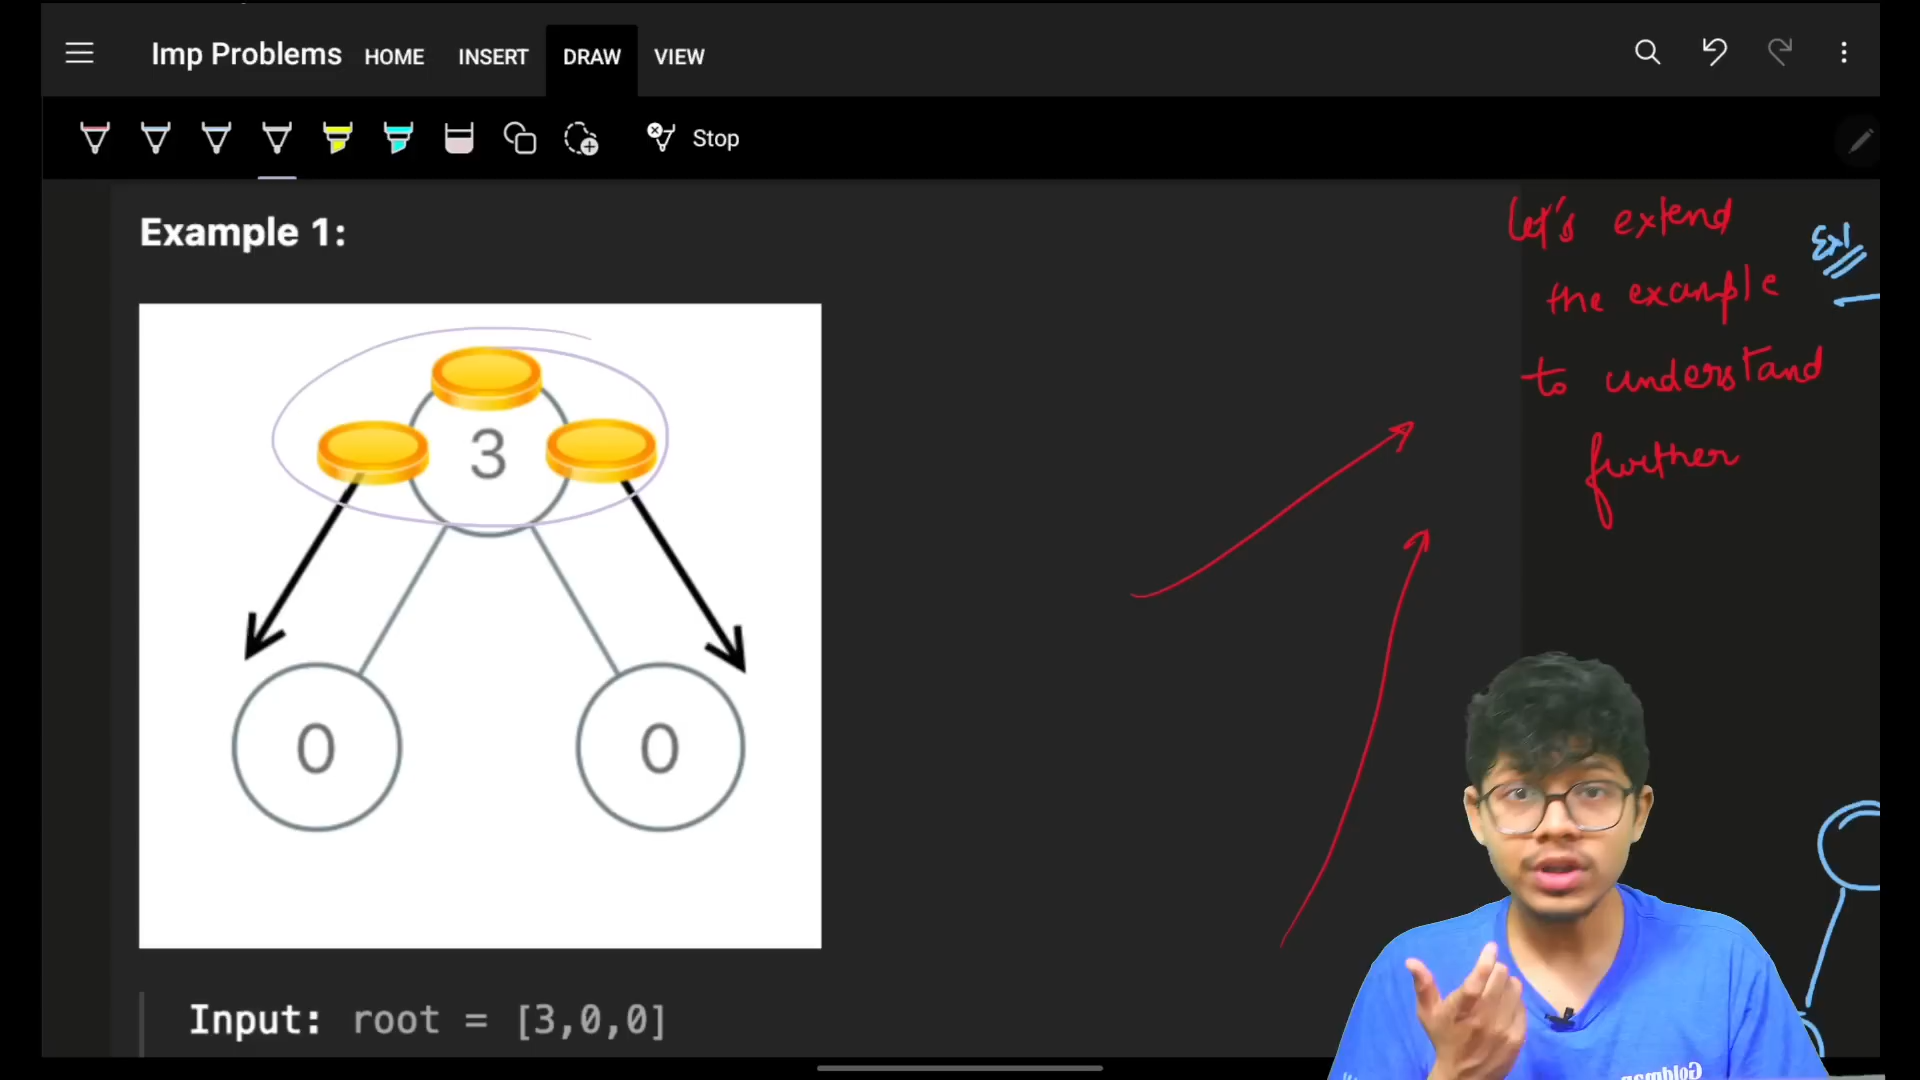 Imp Problems HOME INSERT DRAW VIEW
Stop
Example 1:
let's extend
the example
to understand
further
Ex1
3
0 0
Input: root = [3,0,0]